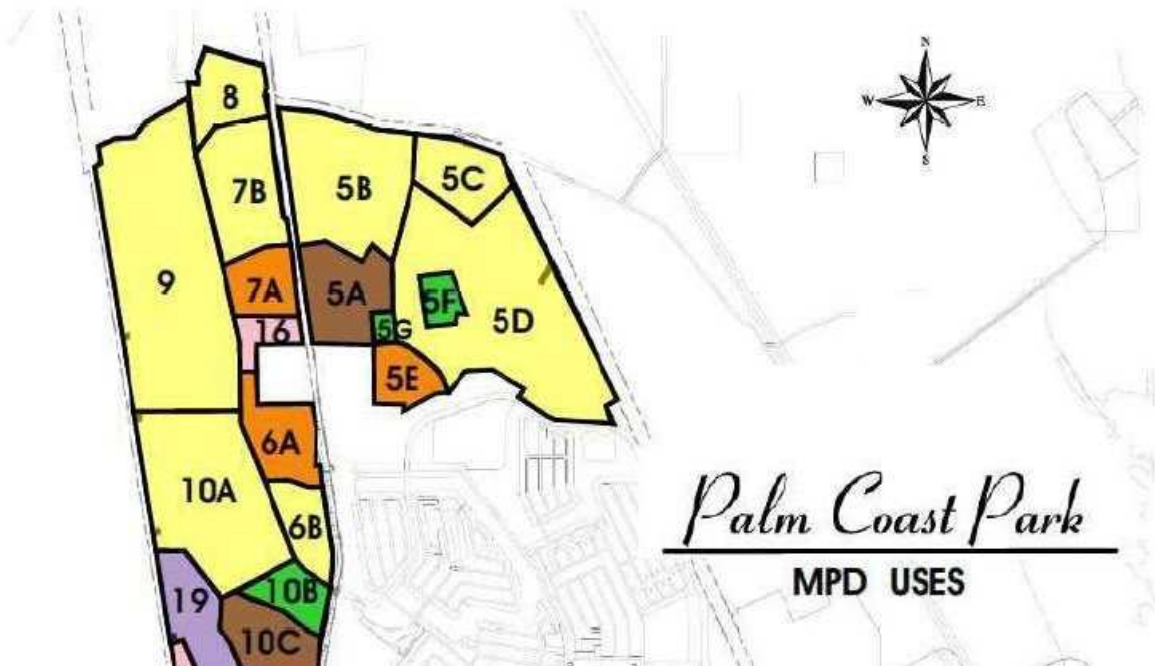 N
W E
S
8
7B
5B
5C
9
7A
5A
5F
5D
16
5G
5E
6A
10A
6B
10B
19
10C
Palm Coast Park
MPD USES